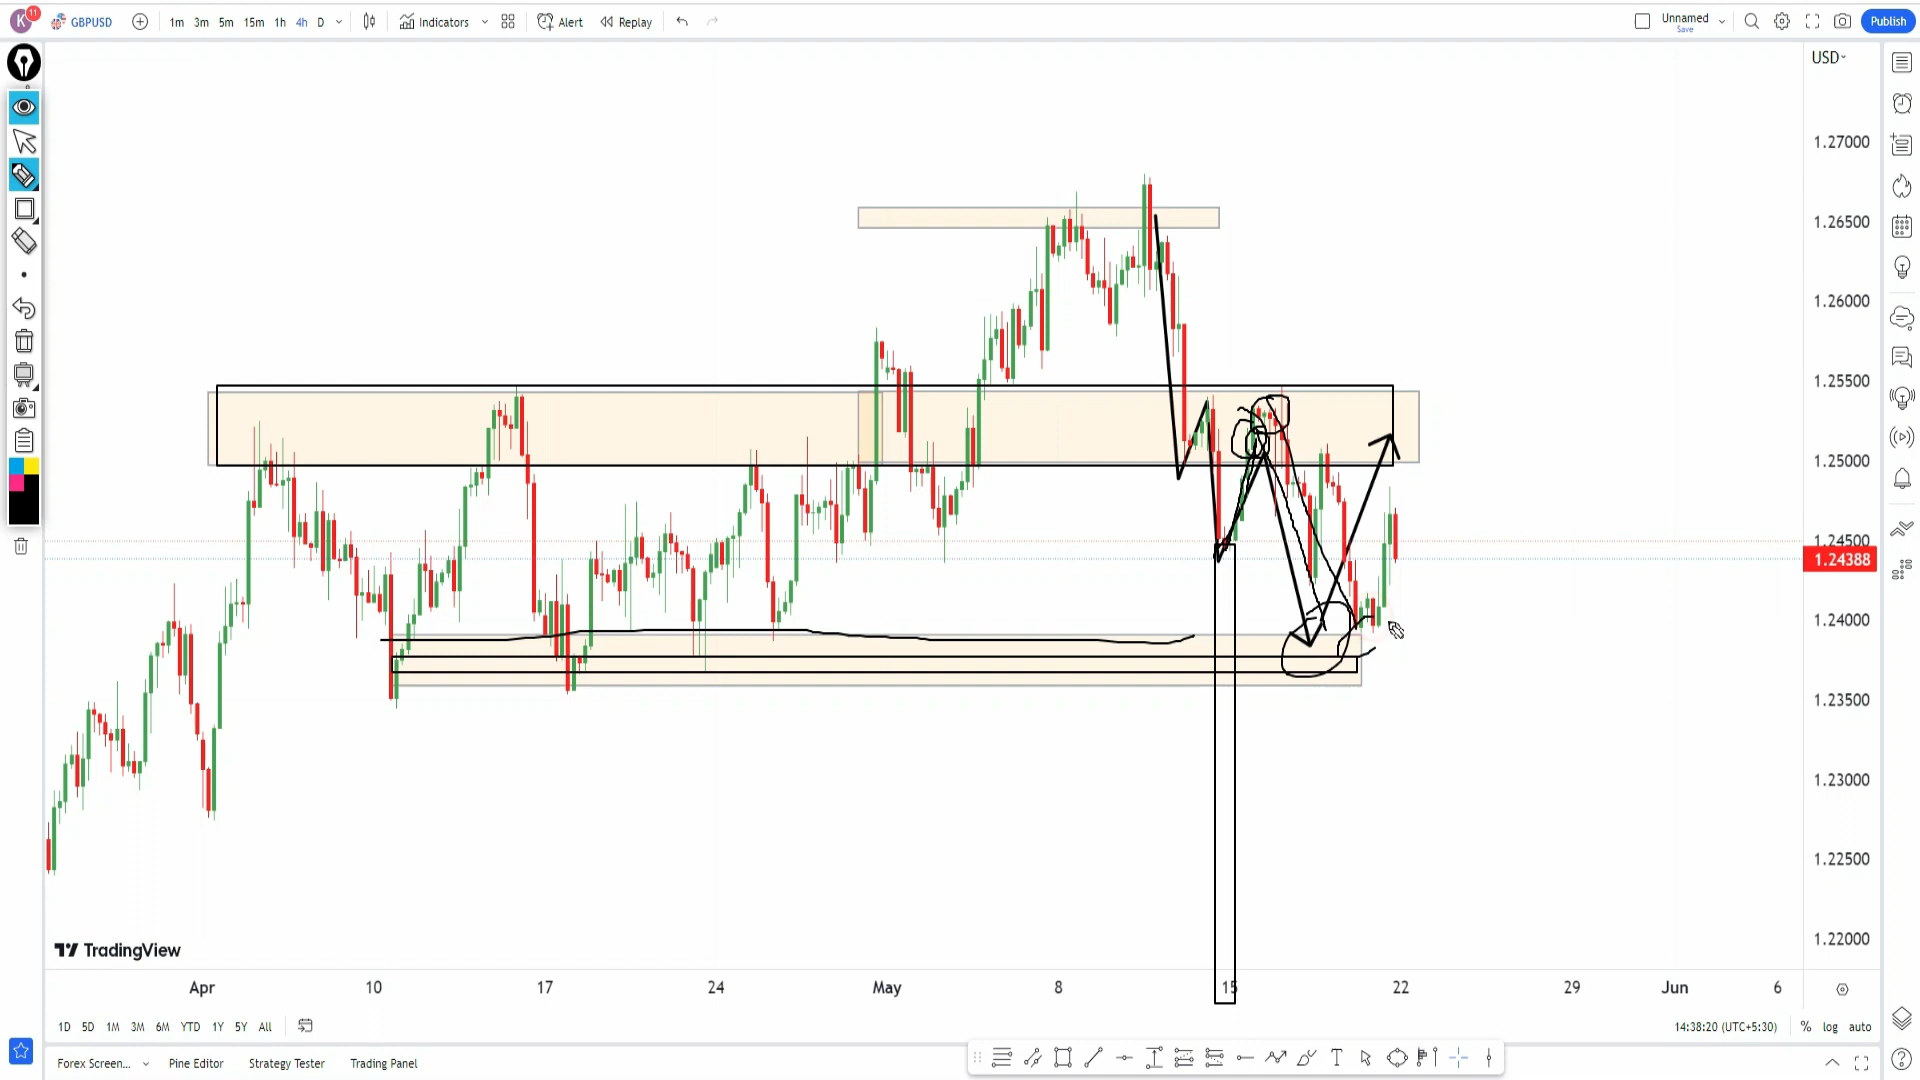 K 11 GBPUSD 1m 3m 5m 15m 1h 4h D Indicators Alert Replay Unnamed Save Publish
USD
1.27000
1.26500
1.26000
1.25500
1.25000
1.24500
1.24388
1.24000
1.23500
1.23000
1.22500
1.22000
TradingView
Apr 10 17 24 May 8 15 22 29 Jun 6
1D 5D 1M 3M 6M YTD 1Y 5Y All 14:38:20 (UTC+5:30) % log auto
Forex Screen... Pine Editor Strategy Tester Trading Panel